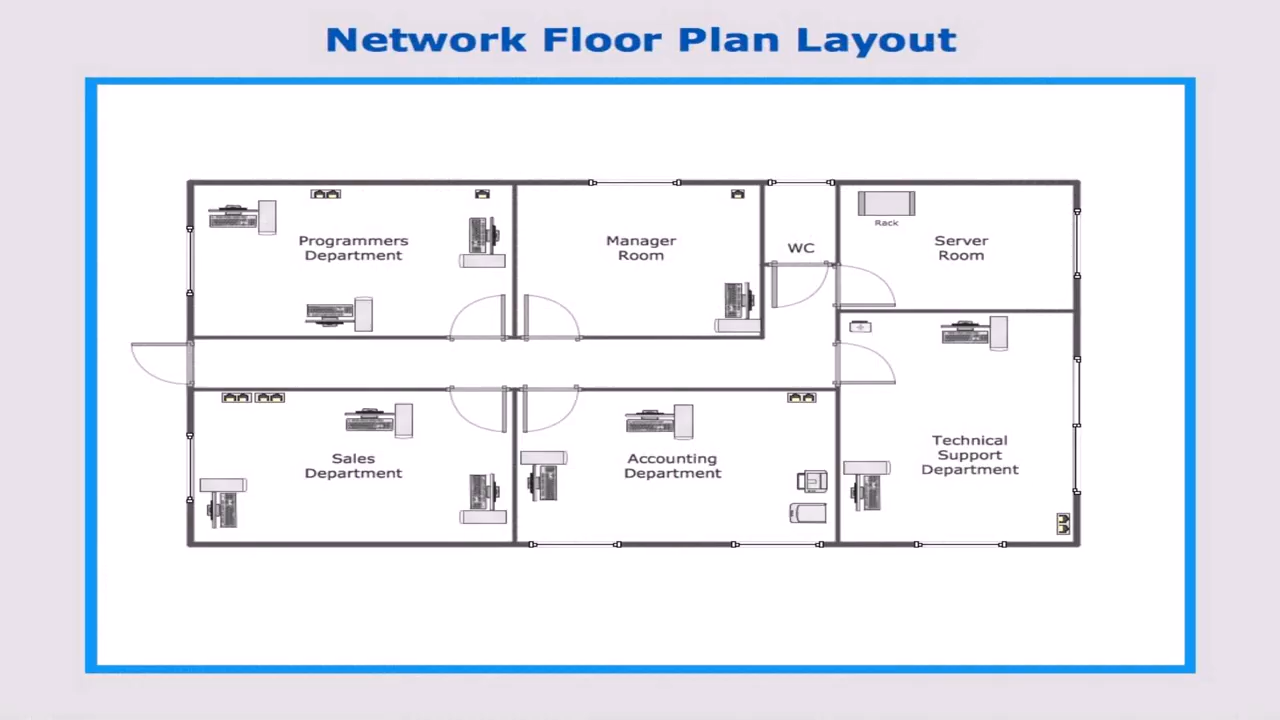 Network Floor Plan Layout
Programmers
Department
Manager
Room
WC
Rack
Server
Room
Sales
Department
Accounting
Department
Technical
Support
Department